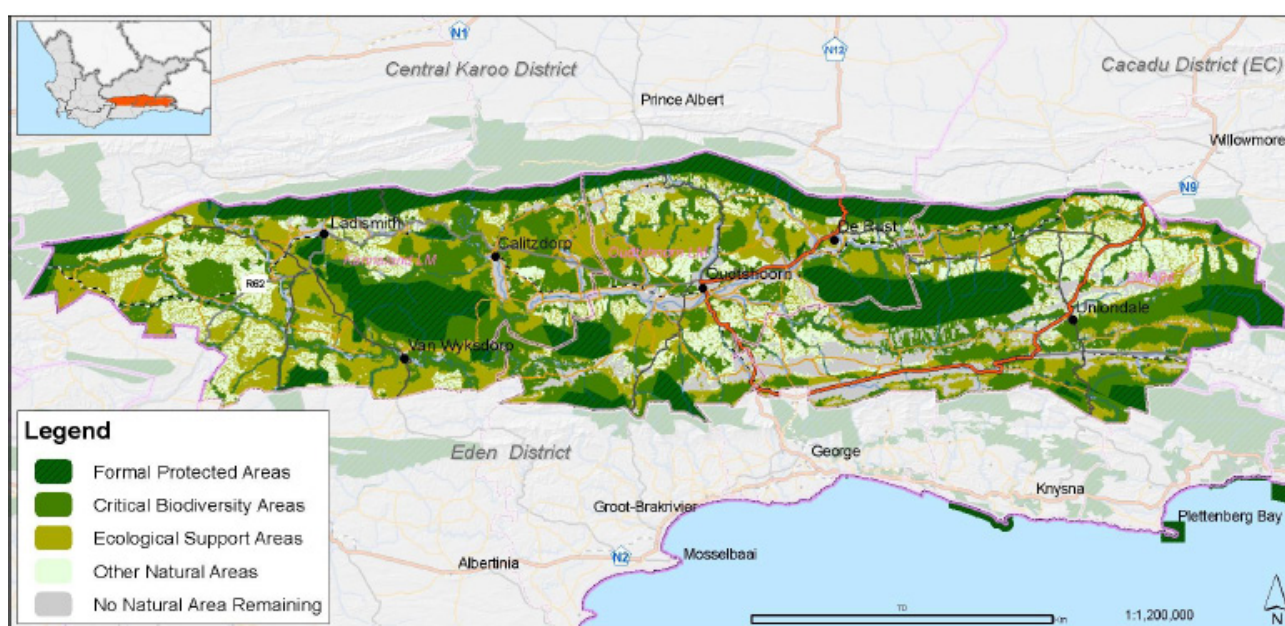 N1
N12
Central Karoo District
Cacadu District (EC)
Prince Albert
Willowmore
N9
Ladismith
De Rust
Calitzdorp
R62
Oudtshoorn
Uniondale
Van Wyksdorp
Legend
Formal Protected Areas
Critical Biodiversity Areas
Ecological Support Areas
Other Natural Areas
No Natural Area Remaining
Eden District
George
Knysna
Groot-Brakrivier
Plettenberg Bay
Mosselbaai
N2
Albertinia
1:1,200,000
Km
N